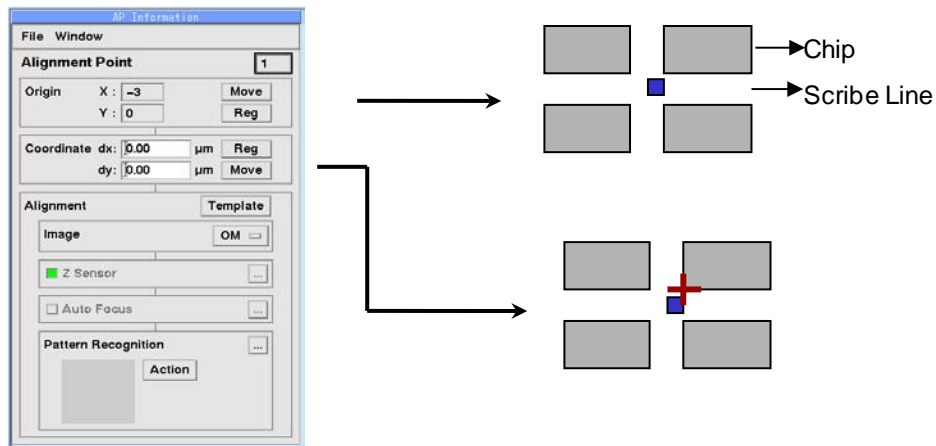 AP Information
File Window
Alignment Point 1
Origin X : -3 Move
Y : 0 Reg
Coordinate dx: 0.00 µm Reg
dy: 0.00 µm Move
Alignment Template
Image OM
Z Sensor ...
Auto Focus ...
Pattern Recognition ...
Action
Chip
Scribe Line